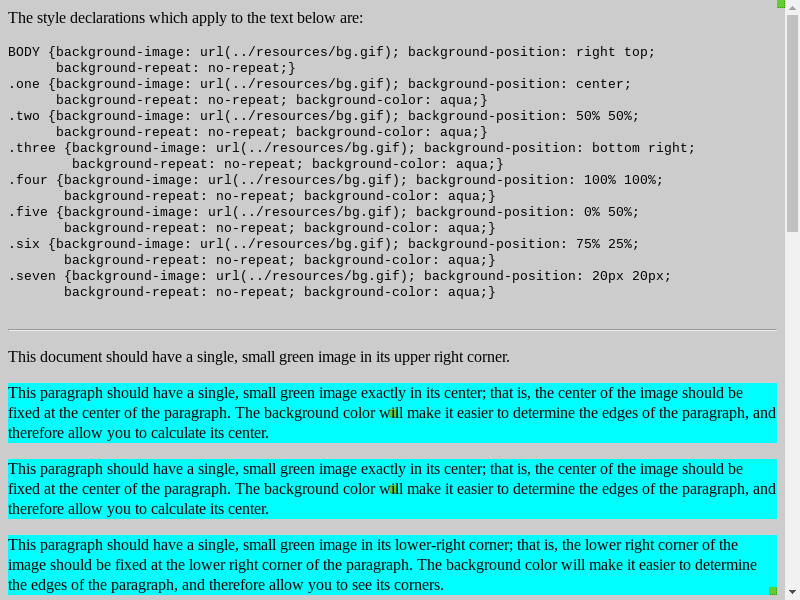 The style declarations which apply to the text below are:
BODY {background-image: url(../resources/bg.gif); background-position: right top;
background-repeat: no-repeat;}
.one {background-image: url(../resources/bg.gif); background-position: center;
background-repeat: no-repeat; background-color: aqua;}
.two {background-image: url(../resources/bg.gif); background-position: 50% 50%;
background-repeat: no-repeat; background-color: aqua;}
.three {background-image: url(../resources/bg.gif); background-position: bottom right;
background-repeat: no-repeat; background-color: aqua;}
.four {background-image: url(../resources/bg.gif); background-position: 100% 100%;
background-repeat: no-repeat; background-color: aqua;}
.five {background-image: url(../resources/bg.gif); background-position: 0% 50%;
background-repeat: no-repeat; background-color: aqua;}
.six {background-image: url(../resources/bg.gif); background-position: 75% 25%;
background-repeat: no-repeat; background-color: aqua;}
.seven {background-image: url(../resources/bg.gif); background-position: 20px 20px;
background-repeat: no-repeat; background-color: aqua;}
This document should have a single, small green image in its upper right corner.
This paragraph should have a single, small green image exactly in its center; that is, the center of the image should be
fixed at the center of the paragraph. The background color will make it easier to determine the edges of the paragraph, and
therefore allow you to calculate its center.
This paragraph should have a single, small green image exactly in its center; that is, the center of the image should be
fixed at the center of the paragraph. The background color will make it easier to determine the edges of the paragraph, and
therefore allow you to calculate its center.
This paragraph should have a single, small green image in its lower-right corner; that is, the lower right corner of the
image should be fixed at the lower right corner of the paragraph. The background color will make it easier to determine
the edges of the paragraph, and therefore allow you to see its corners.